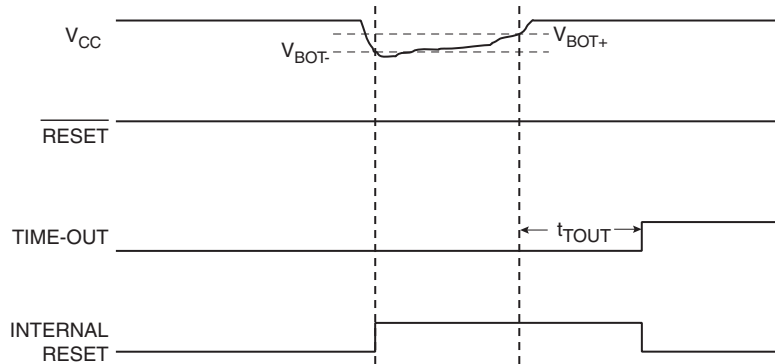 VCC
VBOT-
VBOT+
RESET
TIME-OUT
tTOUT
INTERNAL
RESET